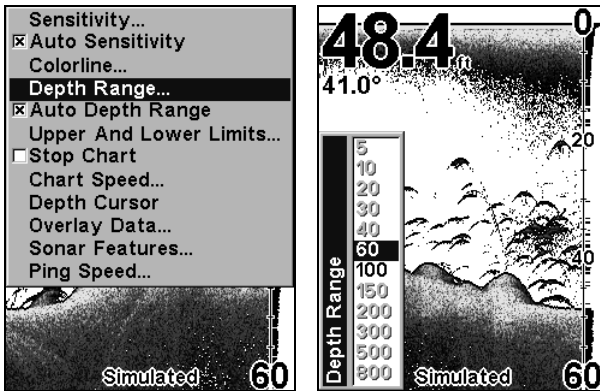 Sensitivity...
Auto Sensitivity
Colorline...
Depth Range...
Auto Depth Range
Upper And Lower Limits...
Stop Chart
Chart Speed...
Depth Cursor
Overlay Data...
Sonar Features...
Ping Speed...
Simulated
60
48.4 ft
41.0°
0
20
40
60
Depth Range
5
10
20
30
40
60
100
150
200
300
500
800
Simulated